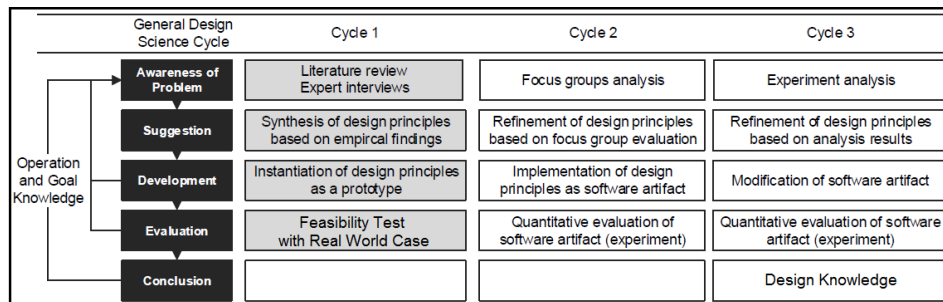 General Design
Science Cycle
Cycle 1
Cycle 2
Cycle 3
Awareness of
Problem
Literature review
Expert interviews
Focus groups analysis
Experiment analysis
Suggestion
Synthesis of design principles
based on empircal findings
Refinement of design principles
based on focus group evaluation
Refinement of design principles
based on analysis results
Operation
and Goal
Knowledge
Development
Instantiation of design principles
as a prototype
Implementation of design
principles as software artifact
Modification of software artifact
Evaluation
Feasibility Test
with Real World Case
Quantitative evaluation of
software artifact (experiment)
Quantitative evaluation of software
artifact (experiment)
Conclusion
Design Knowledge